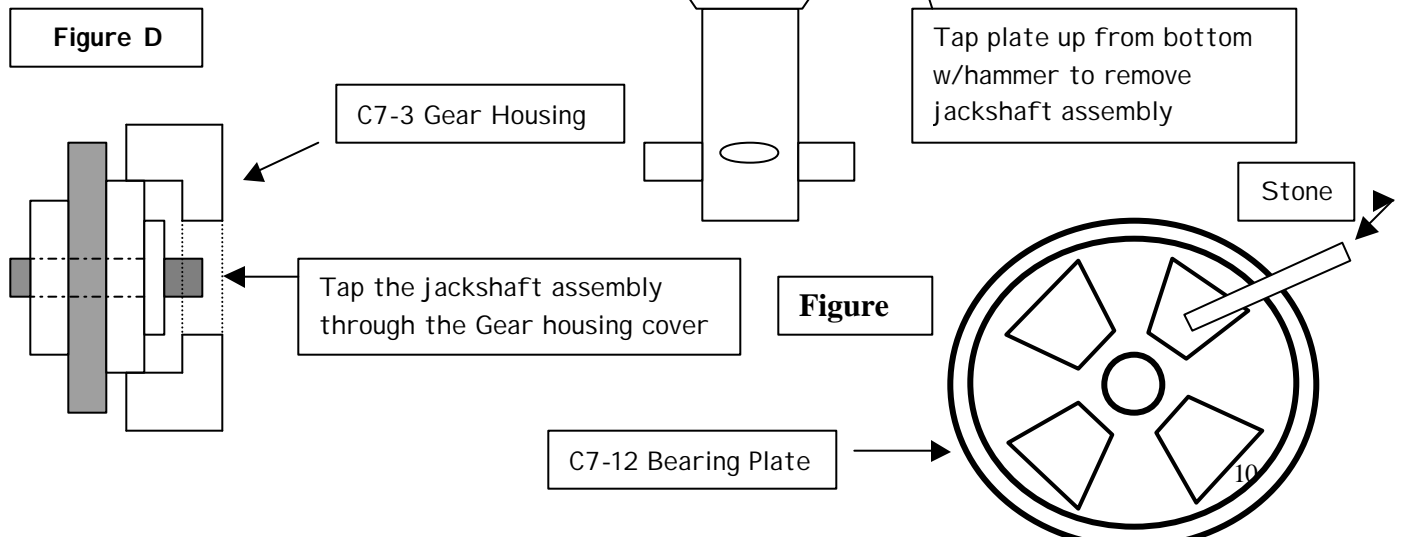 Figure D
Tap plate up from bottom
w/hammer to remove
jackshaft assembly
C7-3 Gear Housing
Stone
Tap the jackshaft assembly
through the Gear housing cover
Figure
C7-12 Bearing Plate
10